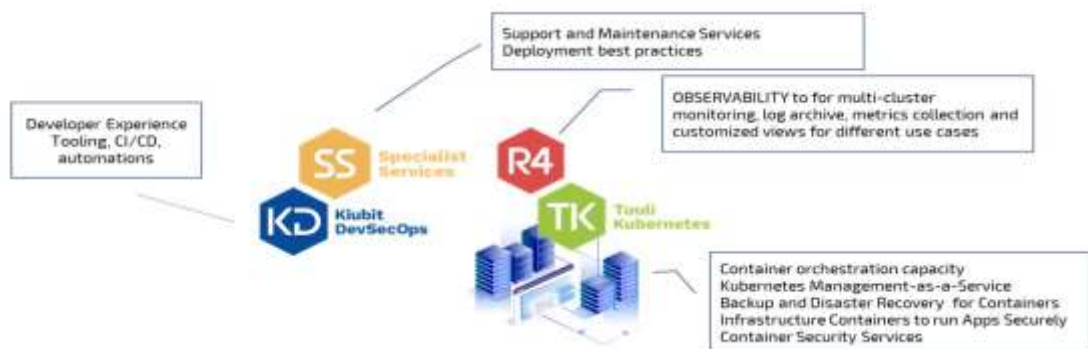 Support and Maintenance Services
Deployment best practices
OBSERVABILITY to for multi-cluster
monitoring, log archive, metrics collection and
customized views for different use cases
Developer Experience
Tooling, CI/CD,
automations
SS
Specialist
Services
R4
KD
Kiubit
DevSecOps
TK
Tuuli
Kubernetes
Container orchestration capacity
Kubernetes Management-as-a-Service
Backup and Disaster Recovery for Containers
Infrastructure Containers to run Apps Securely
Container Security Services